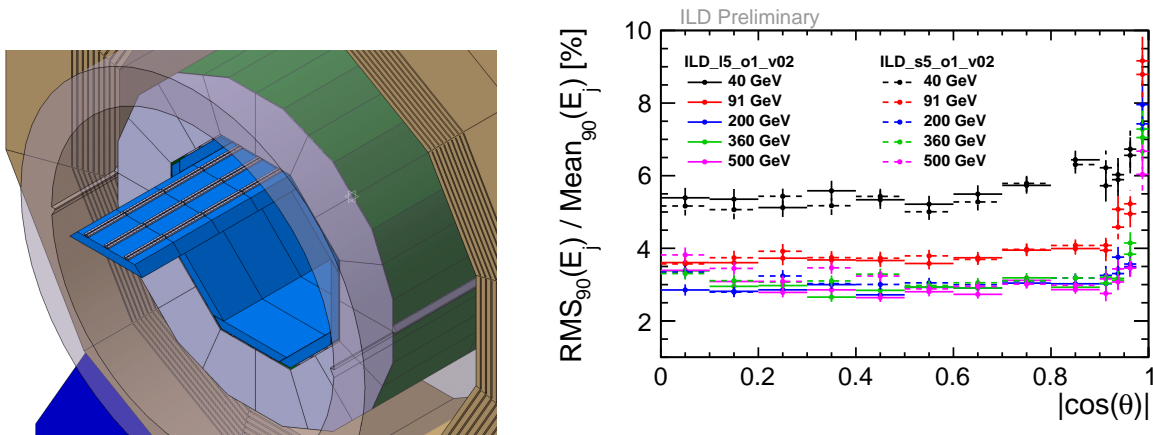 ILD Preliminary
RMS90(Ej) / Mean90(Ej) [%]
10
8
6
4
2
ILD_l5_o1_v02
40 GeV
91 GeV
200 GeV
360 GeV
500 GeV
ILD_s5_o1_v02
40 GeV
91 GeV
200 GeV
360 GeV
500 GeV
0 0.2 0.4 0.6 0.8 1
|cos(θ)|